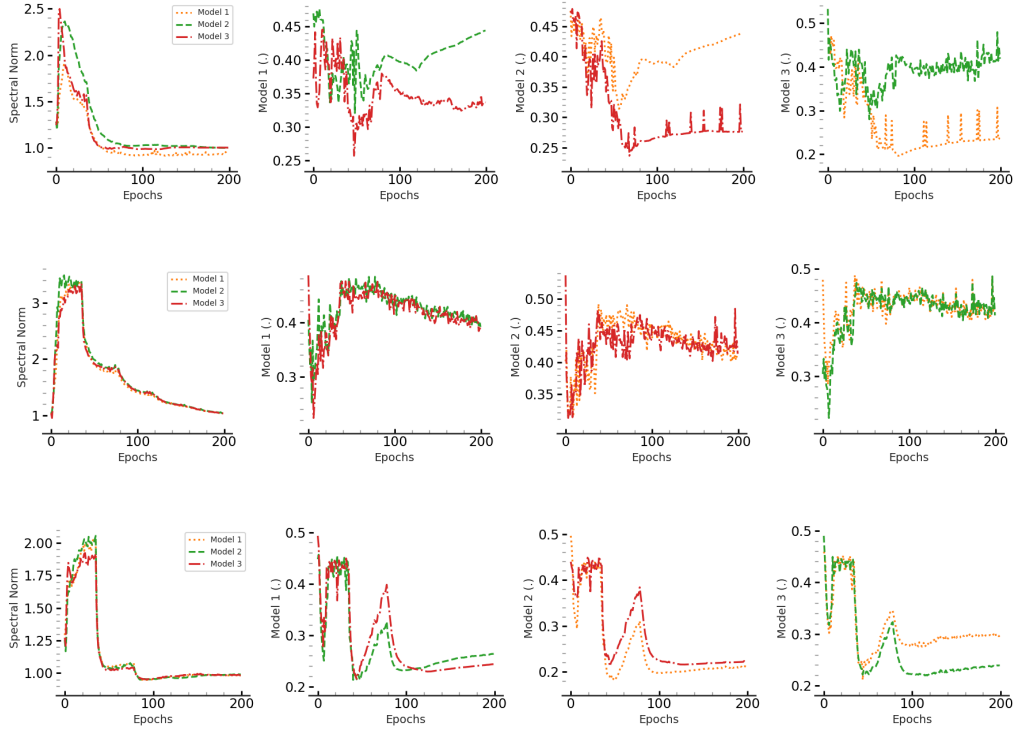 2.5
2.0
1.5
1.0
Spectral Norm
Model 1
Model 2
Model 3
0 100 200
Epochs
0.45
0.40
0.35
0.30
0.25
Model 1 (.)
0 100 200
Epochs
0.45
0.40
0.35
0.30
0.25
Model 2 (.)
0 100 200
Epochs
0.5
0.4
0.3
0.2
Model 3 (.)
0 100 200
Epochs
3
2
1
Spectral Norm
Model 1
Model 2
Model 3
0 100 200
Epochs
0.4
0.3
Model 1 (.)
0 100 200
Epochs
0.50
0.45
0.40
0.35
0.30
Model 2 (.)
0 100 200
Epochs
0.5
0.4
0.3
Model 3 (.)
0 100 200
Epochs
2.00
1.75
1.50
1.25
1.00
Spectral Norm
Model 1
Model 2
Model 3
0 100 200
Epochs
0.5
0.4
0.3
0.2
Model 1 (.)
0 100 200
Epochs
0.5
0.4
0.3
0.2
Model 2 (.)
0 100 200
Epochs
0.5
0.4
0.3
0.2
Model 3 (.)
0 100 200
Epochs